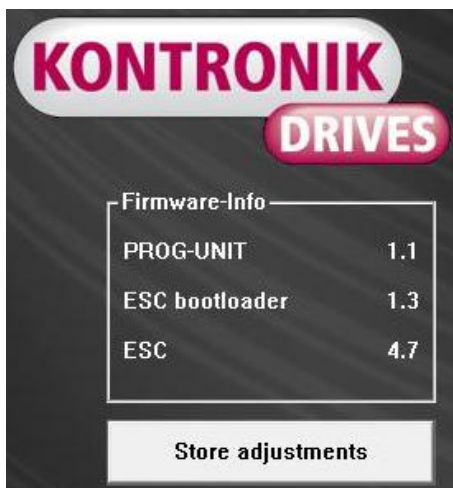 KONTRONIK
DRIVES
Firmware-Info
PROG-UNIT 1.1
ESC bootloader 1.3
ESC 4.7
Store adjustments